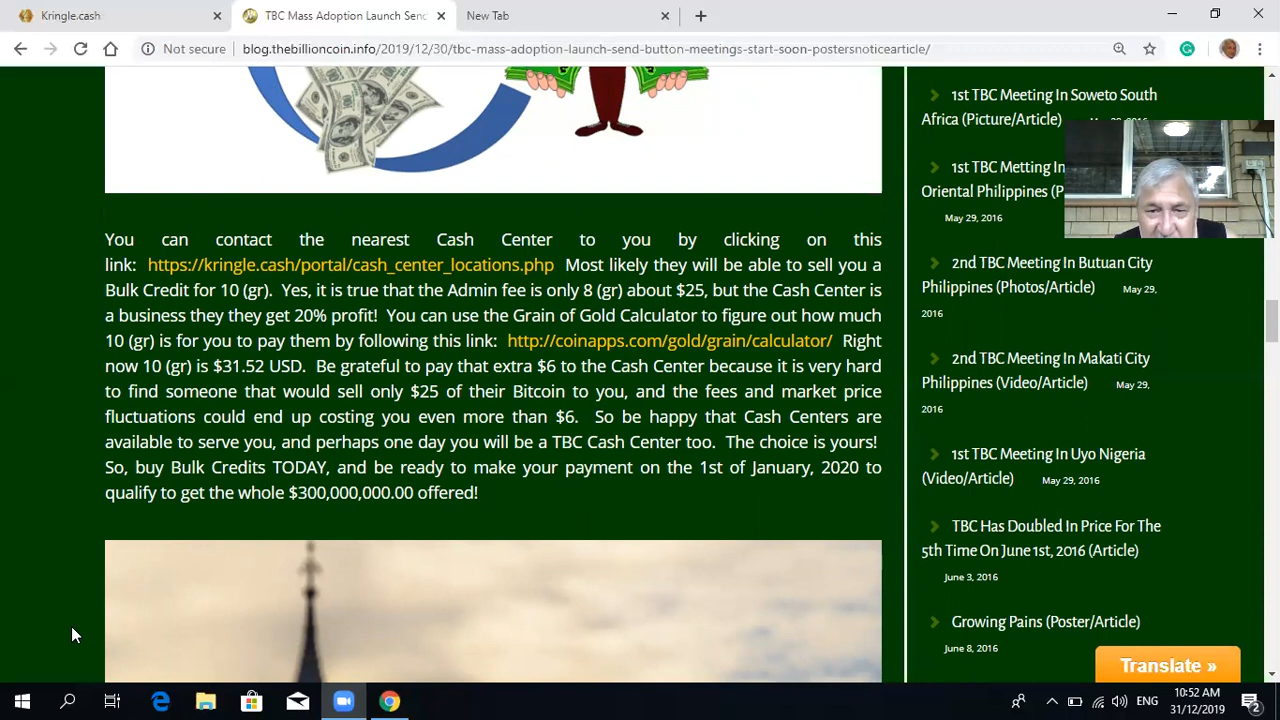 Kringle.cash
TBC Mass Adoption Launch Send
New Tab
Not secure
blog.thebillioncoin.info/2019/12/30/tbc-mass-adoption-launch-send-button-meetings-start-soon-postersnoticearticle/
You can contact the nearest Cash Center to you by clicking on this
link: https://kringle.cash/portal/cash_center_locations.php Most likely they will be able to sell you a
Bulk Credit for 10 (gr). Yes, it is true that the Admin fee is only 8 (gr) about $25, but the Cash Center is
a business they they get 20% profit! You can use the Grain of Gold Calculator to figure out how much
10 (gr) is for you to pay them by following this link: http://coinapps.com/gold/grain/calculator/ Right
now 10 (gr) is $31.52 USD. Be grateful to pay that extra $6 to the Cash Center because it is very hard
to find someone that would sell only $25 of their Bitcoin to you, and the fees and market price
fluctuations could end up costing you even more than $6. So be happy that Cash Centers are
available to serve you, and perhaps one day you will be a TBC Cash Center too. The choice is yours!
So, buy Bulk Credits TODAY, and be ready to make your payment on the 1st of January, 2020 to
qualify to get the whole $300,000,000.00 offered!
1st TBC Meeting In Soweto South
Africa (Picture/Article)
1st TBC Metting In
Oriental Philippines (P
May 29, 2016
2nd TBC Meeting In Butuan City
Philippines (Photos/Article) May 29,
2016
2nd TBC Meeting In Makati City
Philippines (Video/Article) May 29,
2016
1st TBC Meeting In Uyo Nigeria
(Video/Article) May 29, 2016
TBC Has Doubled In Price For The
5th Time On June 1st, 2016 (Article)
June 3, 2016
Growing Pains (Poster/Article)
June 8, 2016
Translate »
ENG
10:52 AM
31/12/2019
2